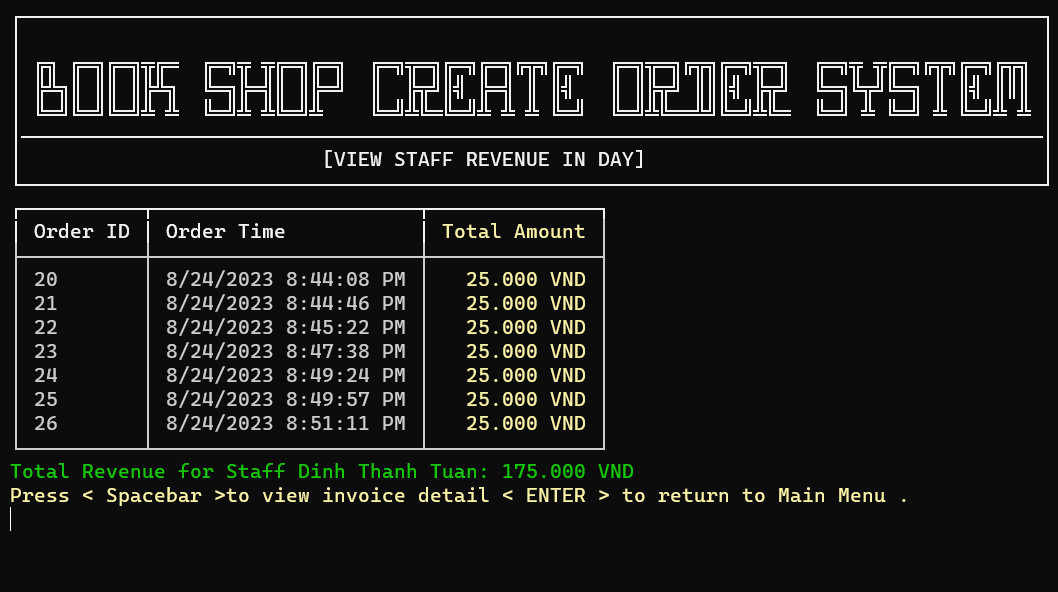 BOOK SHOP CREATE ORDER SYSTEM
[VIEW STAFF REVENUE IN DAY]
Order ID Order Time Total Amount
20 8/24/2023 8:44:08 PM 25.000 VND
21 8/24/2023 8:44:46 PM 25.000 VND
22 8/24/2023 8:45:22 PM 25.000 VND
23 8/24/2023 8:47:38 PM 25.000 VND
24 8/24/2023 8:49:24 PM 25.000 VND
25 8/24/2023 8:49:57 PM 25.000 VND
26 8/24/2023 8:51:11 PM 25.000 VND
Total Revenue for Staff Dinh Thanh Tuan: 175.000 VND
Press < Spacebar >to view invoice detail < ENTER > to return to Main Menu .